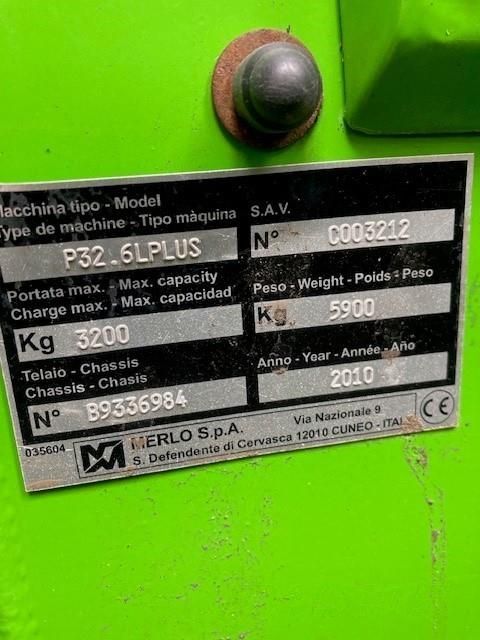 Macchina tipo - Model
Type de machine - Tipo màquina
P32.6LPLUS
S.A.V.
N° C003212
Portata max. - Max. capacity
Charge max. - Max. capacidad
Kg 3200
Peso - Weight - Poids - Peso
Kg 5900
Telaio - Chassis
Chassis - Chasis
N° B9336984
Anno - Year - Année - Año
2010
035604
MERLO S.p.A.
Via Nazionale 9
S. Defendente di Cervasca 12010 CUNEO - ITAL
CE